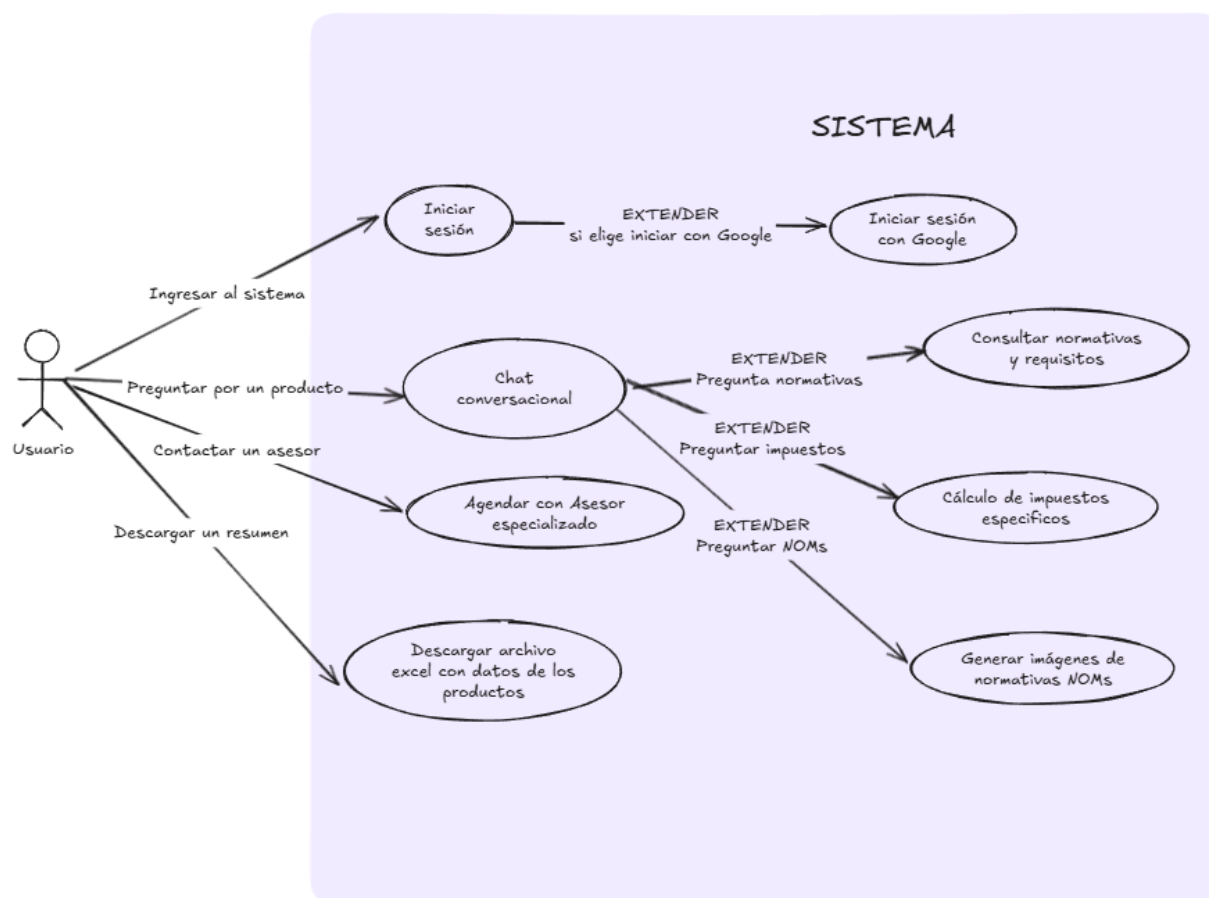 SISTEMA
Iniciar
sesión
EXTENDER
si elige iniciar con Google
Iniciar sesión
con Google
Ingresar al sistema
Usuario
Preguntar por un producto
Chat
conversacional
EXTENDER
Pregunta normativas
Consultar normativas
y requisitos
EXTENDER
Preguntar impuestos
Cálculo de impuestos
especificos
Contactar un asesor
Agendar con Asesor
especializado
EXTENDER
Preguntar NOMs
Generar imágenes de
normativas NOMs
Descargar un resumen
Descargar archivo
excel con datos de los
productos